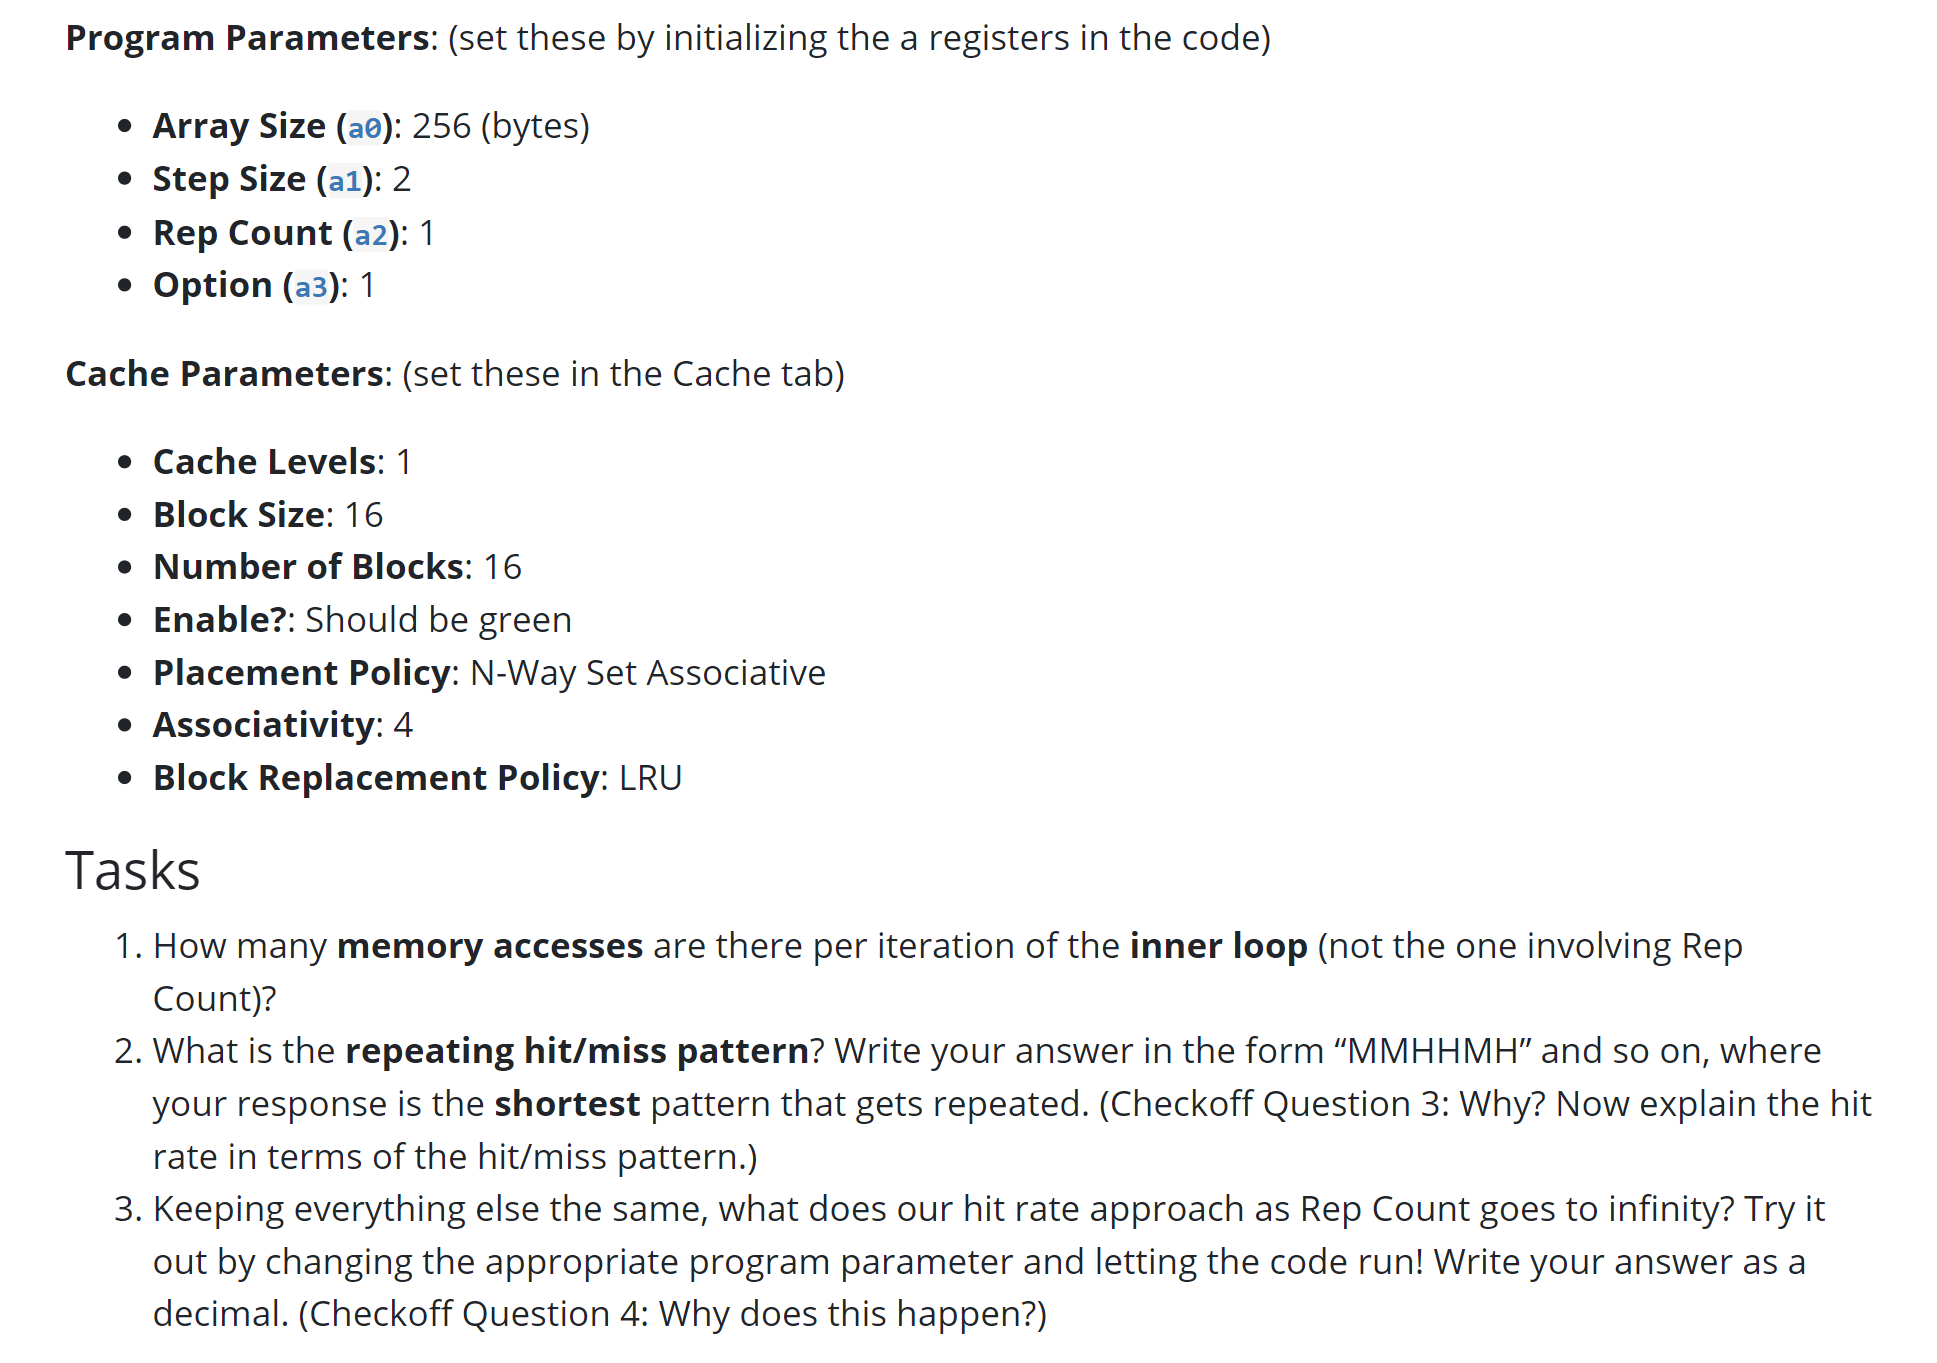 Program Parameters: (set these by initializing the a registers in the code)
Array Size (a0): 256 (bytes)
Step Size (a1): 2
Rep Count (a2): 1
Option (a3): 1
Cache Parameters: (set these in the Cache tab)
Cache Levels: 1
Block Size: 16
Number of Blocks: 16
Enable?: Should be green
Placement Policy: N-Way Set Associative
Associativity: 4
Block Replacement Policy: LRU
Tasks
1. How many memory accesses are there per iteration of the inner loop (not the one involving Rep
Count)?
2. What is the repeating hit/miss pattern? Write your answer in the form “MMHHMH” and so on, where
your response is the shortest pattern that gets repeated. (Checkoff Question 3: Why? Now explain the hit
rate in terms of the hit/miss pattern.)
3. Keeping everything else the same, what does our hit rate approach as Rep Count goes to infinity? Try it
out by changing the appropriate program parameter and letting the code run! Write your answer as a
decimal. (Checkoff Question 4: Why does this happen?)